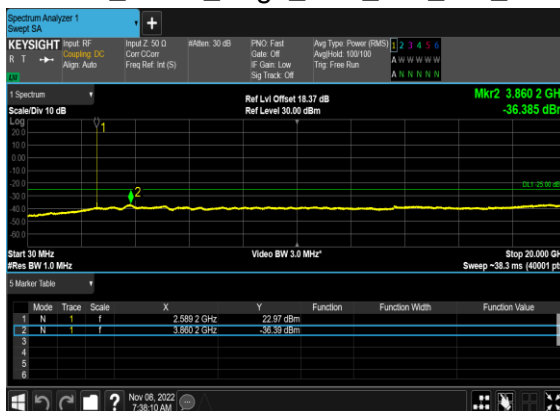 Spectrum Analyzer 1
Swept SA
+
KEYSIGHT
R T
Input: RF
Coupling: DC
Align: Auto
Input Z: 50 Ω
Corr CCorr
Freq Ref: Int (S)
#Atten: 30 dB
PNO: Fast
Gate: Off
IF Gain: Low
Sig Track: Off
Avg Type: Power (RMS)
Avg|Hold: 100/100
Trig: Free Run
1 2 3 4 5 6
A W W W W W
A N N N N N
1 Spectrum
Scale/Div 10 dB
Ref Lvl Offset 18.37 dB
Ref Level 30.00 dBm
Mkr2 3.860 2 GH
-36.385 dBr
Log
20.0
10.0
0.00
-10.0
-20.0
-30.0
-40.0
-50.0
-60.0
1
2
DL1 -25.00 dB
Start 30 MHz
#Res BW 1.0 MHz
Video BW 3.0 MHz*
Stop 20.000 GH
Sweep ~38.3 ms (40001 pt
5 Marker Table
Mode Trace Scale X Y Function Function Width Function Value
1 N 1 f 2.589 2 GHz 22.97 dBm
2 N 1 f 3.860 2 GHz -36.39 dBm
3
4
5
6
?
Nov 08, 2022
7:38:10 AM